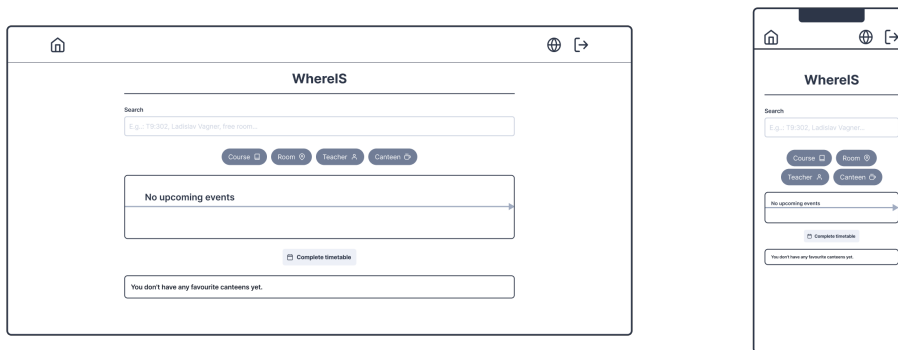 WhereIS
Search
E.g.: T9:302, Ladislav Vagner, free room...
Course Room Teacher Canteen
No upcoming events
Complete timetable
You don't have any favourite canteens yet.
WhereIS
Search
E.g.: T9:302, Ladislav Vagner...
Course Room
Teacher Canteen
No upcoming events
Complete timetable
You don't have any favourite canteens yet.